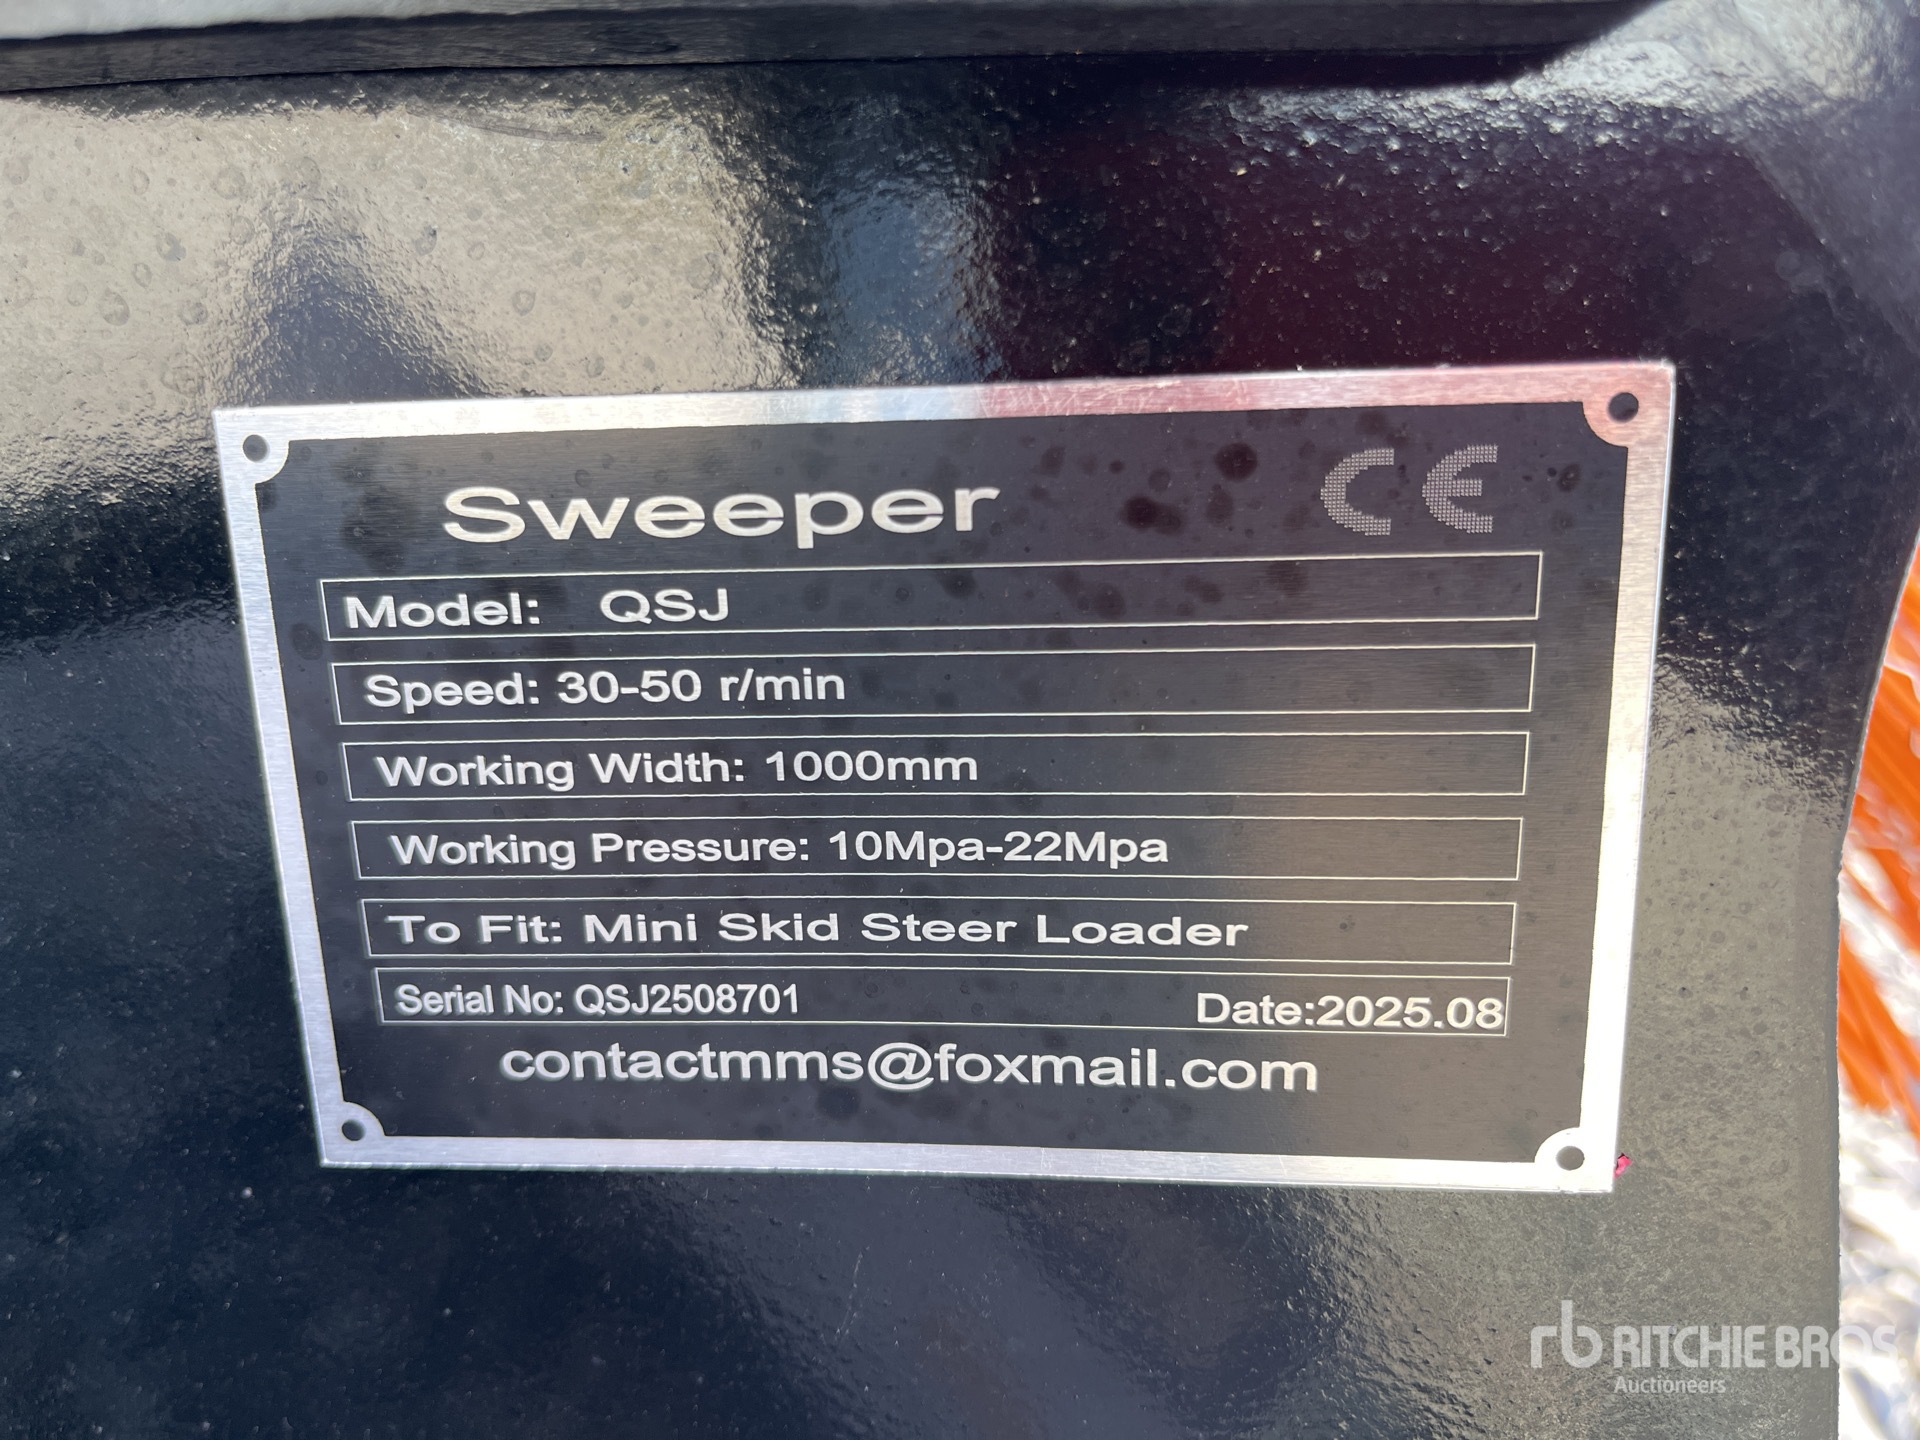 Sweeper CE
Model: QSJ
Speed: 30-50 r/min
Working Width: 1000mm
Working Pressure: 10Mpa-22Mpa
To Fit: Mini Skid Steer Loader
Serial No: QSJ2508701 Date:2025.08
contactmms@foxmail.com
rb RITCHIE BROS
Auctioneers